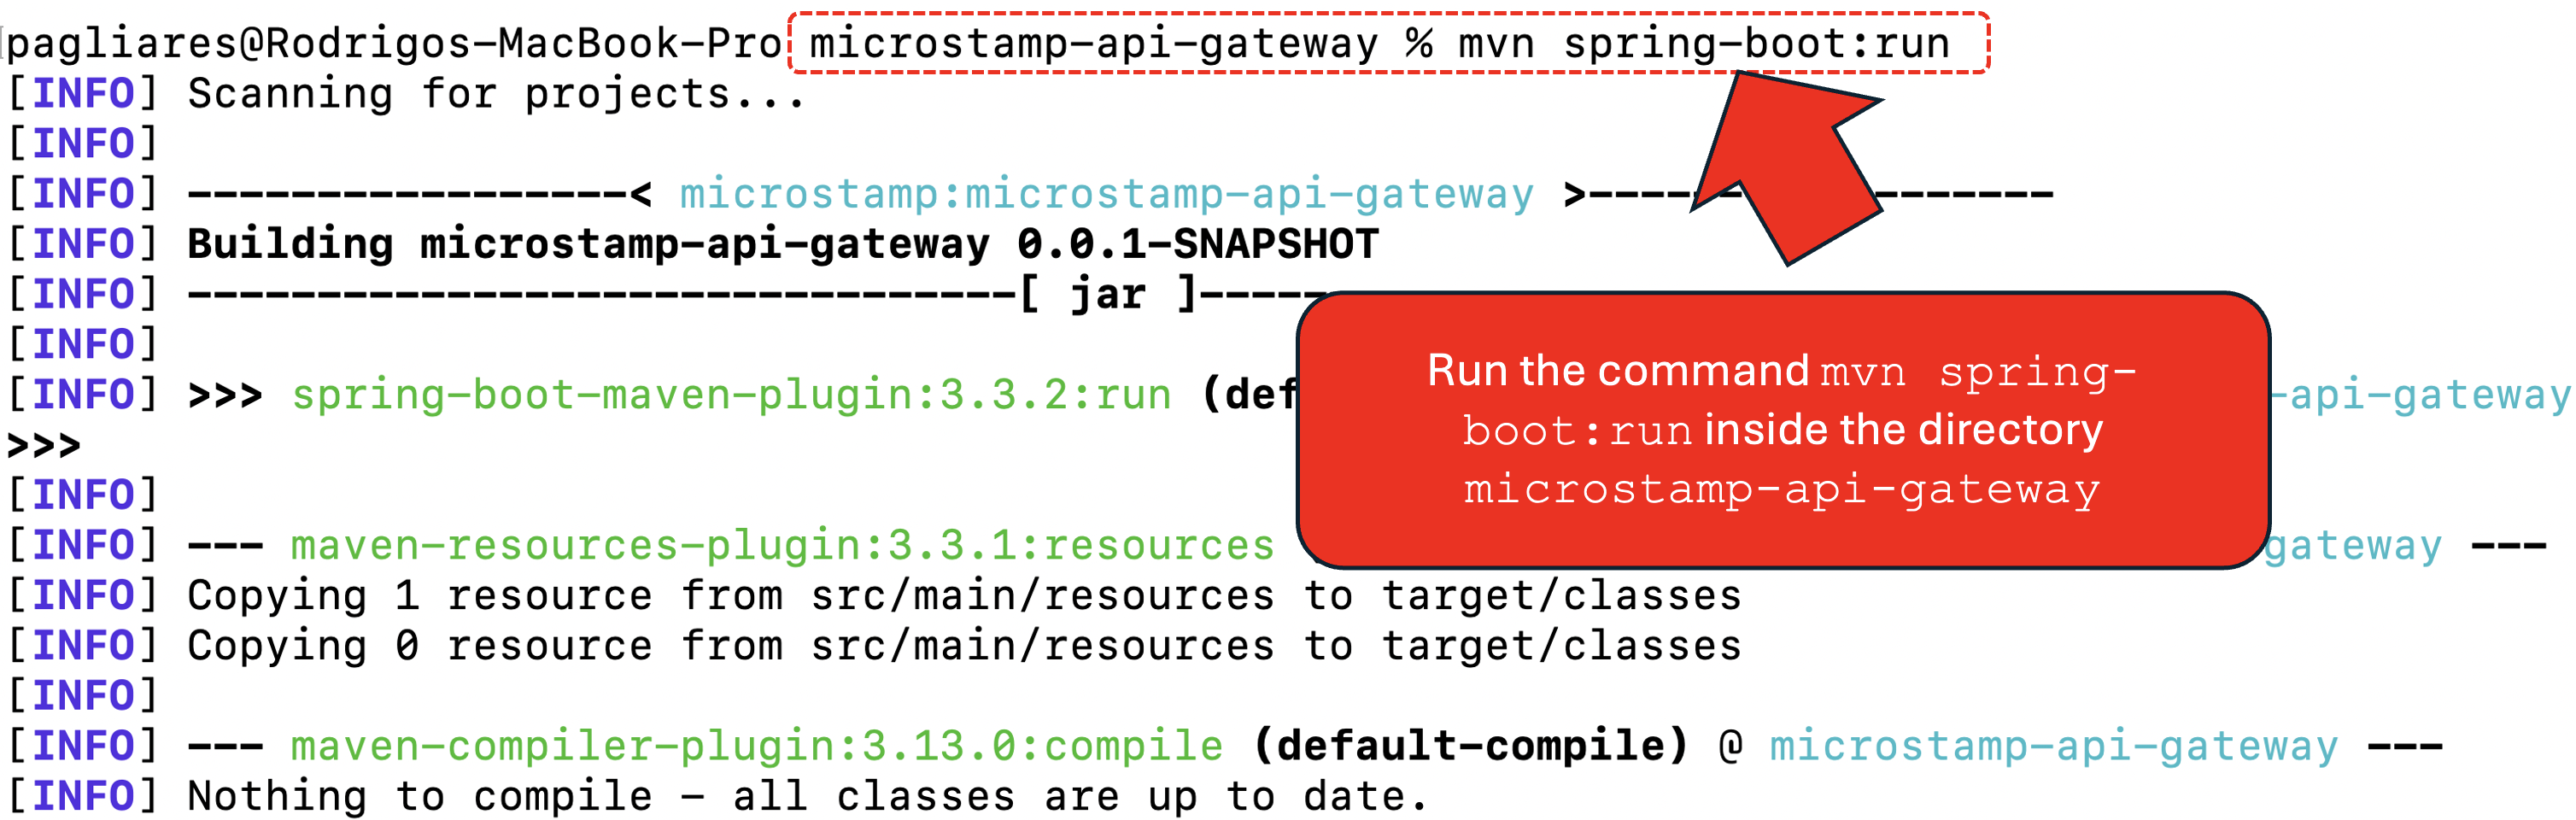 pagliares@Rodrigos-MacBook-Pro microstamp-api-gateway % mvn spring-boot:run
[INFO] Scanning for projects...
[INFO]
[INFO] -----------------< microstamp:microstamp-api-gateway >------------------
[INFO] Building microstamp-api-gateway 0.0.1-SNAPSHOT
[INFO] --------------------------------[ jar ]-----
[INFO]
[INFO] >>> spring-boot-maven-plugin:3.3.2:run (def -api-gateway
>>>
[INFO]
[INFO] --- maven-resources-plugin:3.3.1:resources gateway ---
[INFO] Copying 1 resource from src/main/resources to target/classes
[INFO] Copying 0 resource from src/main/resources to target/classes
[INFO]
[INFO] --- maven-compiler-plugin:3.13.0:compile (default-compile) @ microstamp-api-gateway ---
[INFO] Nothing to compile - all classes are up to date.
Run the command mvn spring-
boot:run inside the directory
microstamp-api-gateway